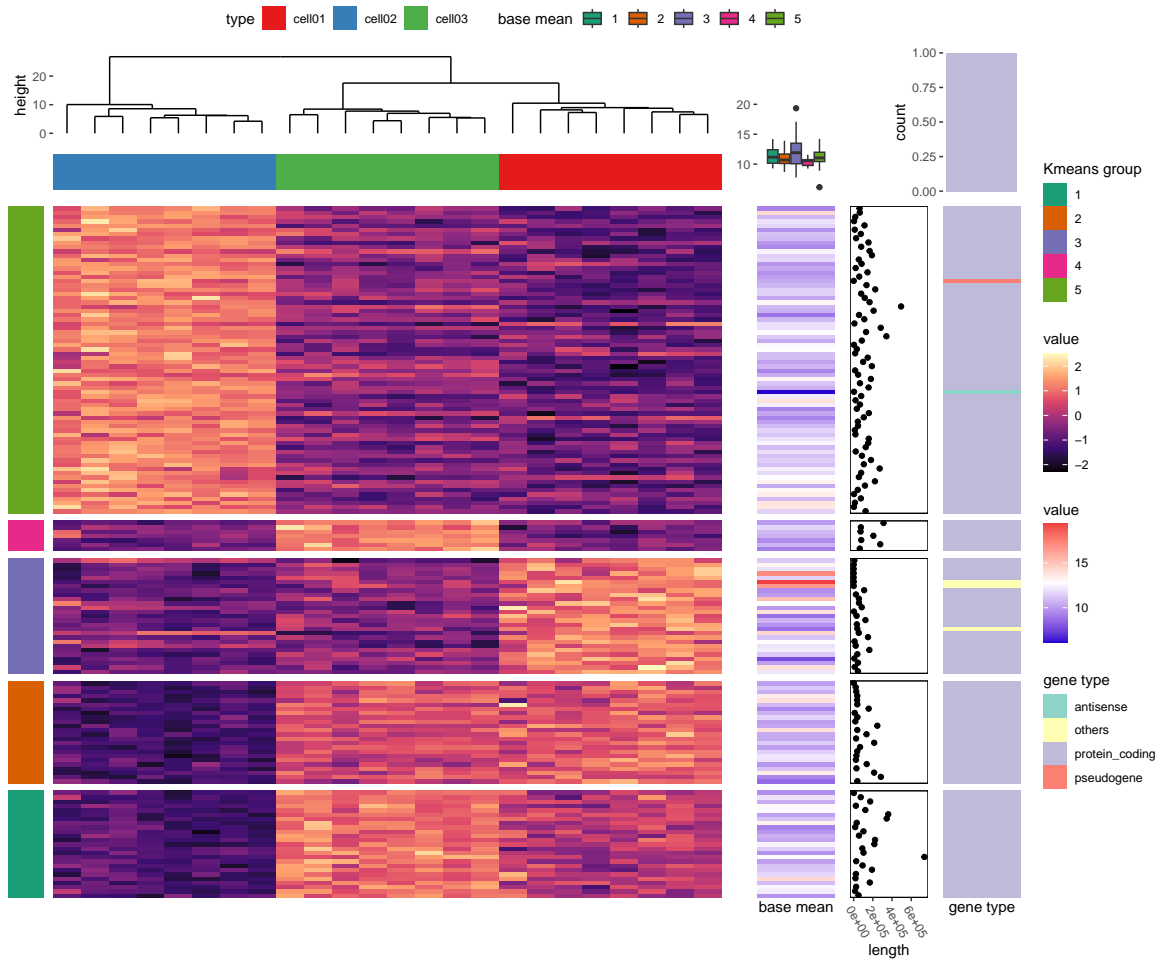 type cell01 cell02 cell03 base mean 1 2 3 4 5
height
20
10
0
20
15
10
count
1.00
0.75
0.50
0.25
0.00
Kmeans group
1
2
3
4
5
value
2
1
0
−1
−2
value
15
10
gene type
antisense
others
protein_coding
pseudogene
base mean
0e+00
2e+05
4e+05
6e+05
length
gene type